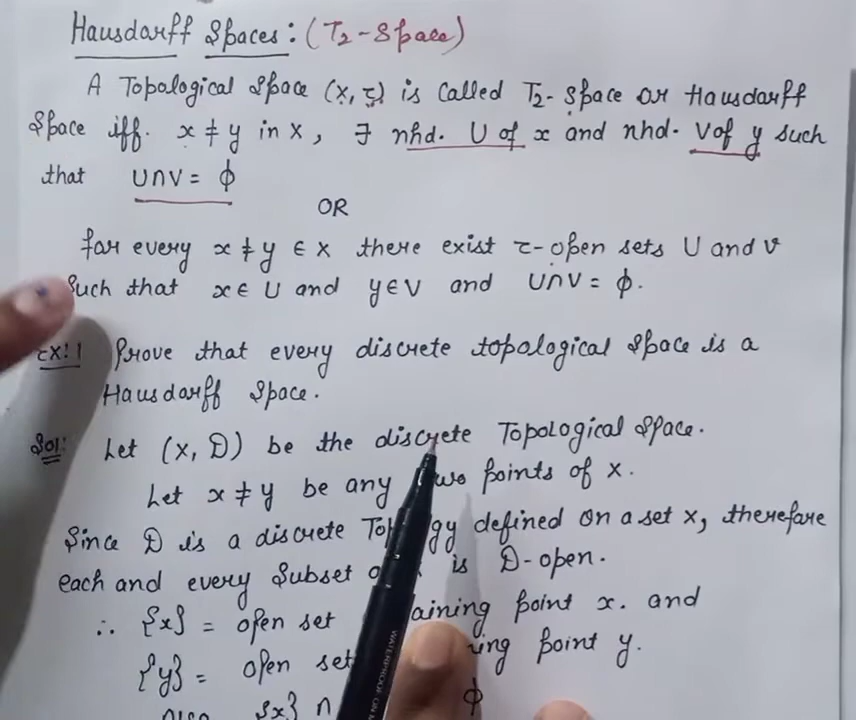 Hausdarff Spaces: (T₂-Space)
A Topological Space (X, τ) is called T₂-Space or Hausdarff
Space iff. x ≠ y in X, ∃ nhd. U of x and nhd. V of y such
that U∩V = ϕ
OR
for every x ≠ y ∈ X there exist τ-open sets U and V
Such that x∈ U and y∈V and U∩V = ϕ.
EX:1 Prove that every discrete topological Space is a
Hausdarff Space.
Sol: Let (X, D) be the discrete Topological Space.
Let x ≠ y be any two points of X.
Since D is a discrete Topology defined on a set X, therefore
each and every Subset is D-open.
∴ {x} = open set aining point x. and
{y} = open set ing point y.
Also {x} ∩ ϕ
WATERPROOF ON